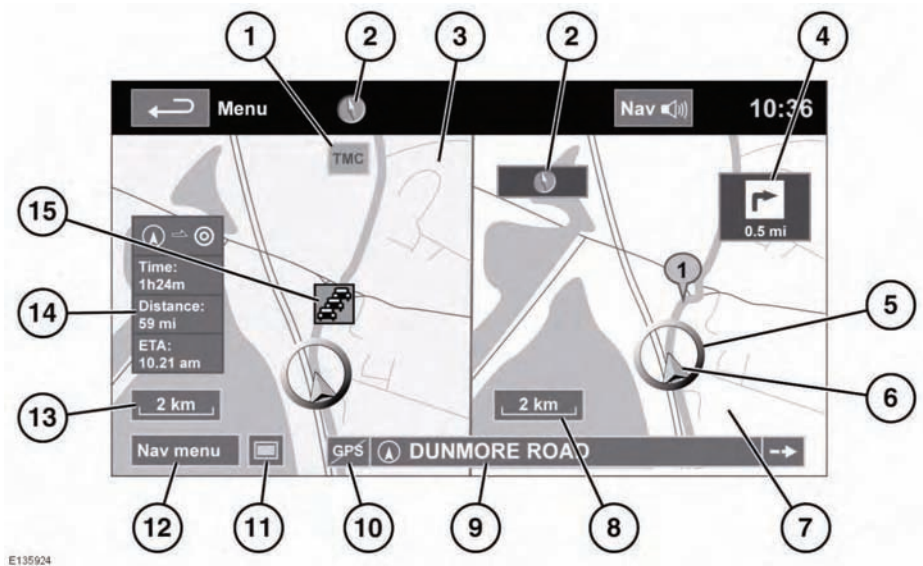 1
2
3
2
4
Menu
Nav
10:36
TMC
0.5 mi
15
Time:
1h24m
1
14
Distance:
59 mi
5
ETA:
10.21 am
6
13
2 km
2 km
Nav menu
GPS
DUNMORE ROAD
12
11
10
9
8
7
E135924